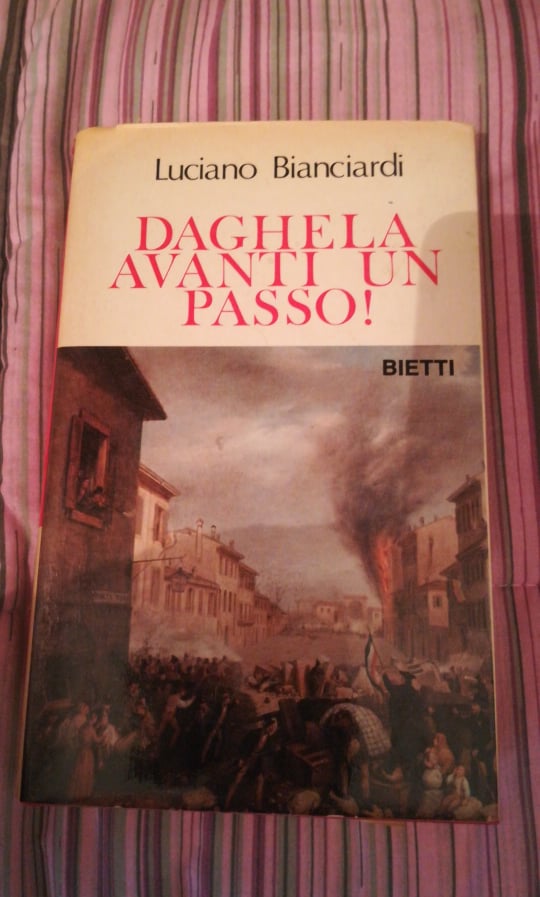 Luciano Bianciardi
DAGHELA
AVANTI UN
PASSO!
BIETTI